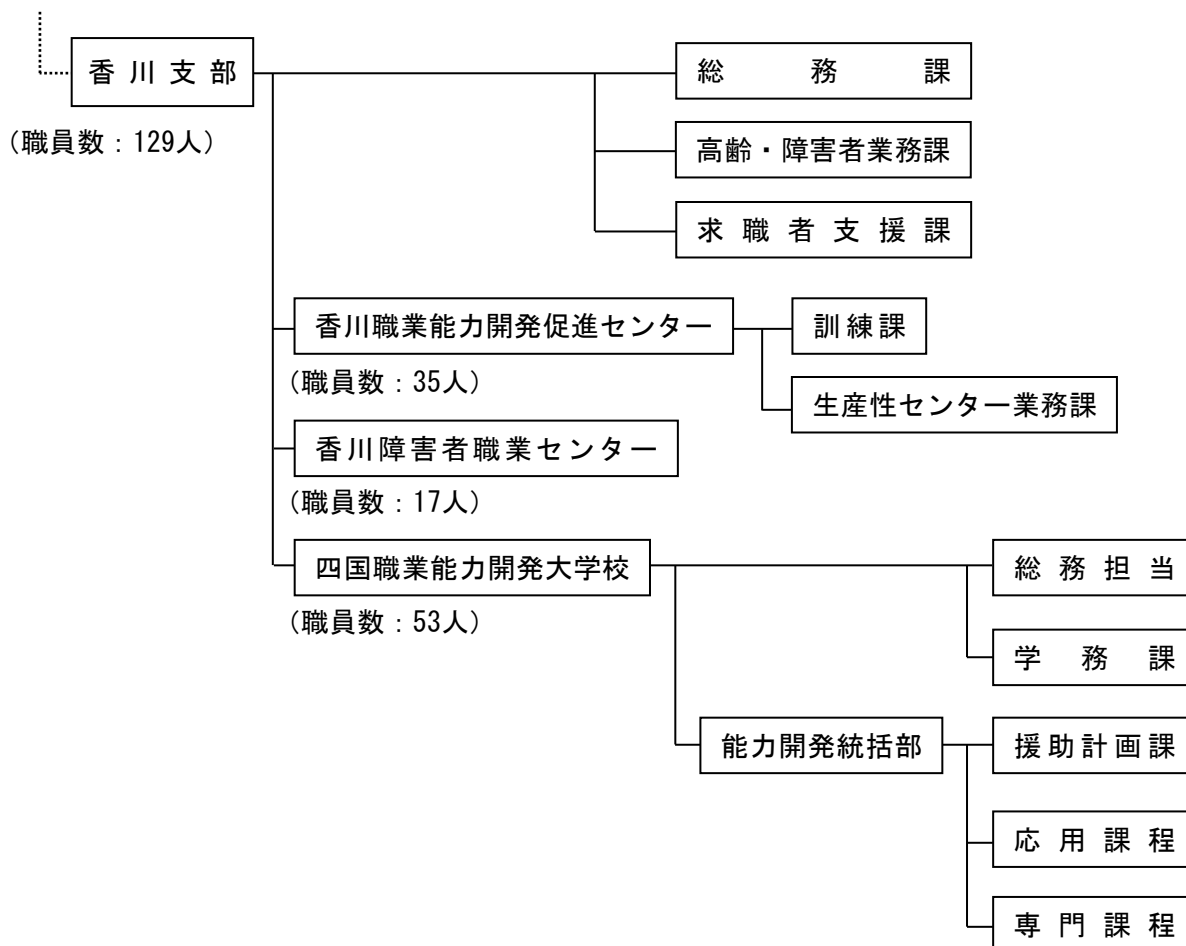 香川支部
総務課
(職員数：129人)
高齢・障害者業務課
求職者支援課
香川職業能力開発促進センター
訓練課
(職員数：35人)
生産性センター業務課
香川障害者職業センター
(職員数：17人)
四国職業能力開発大学校
総務担当
(職員数：53人)
学務課
能力開発統括部
援助計画課
応用課程
専門課程